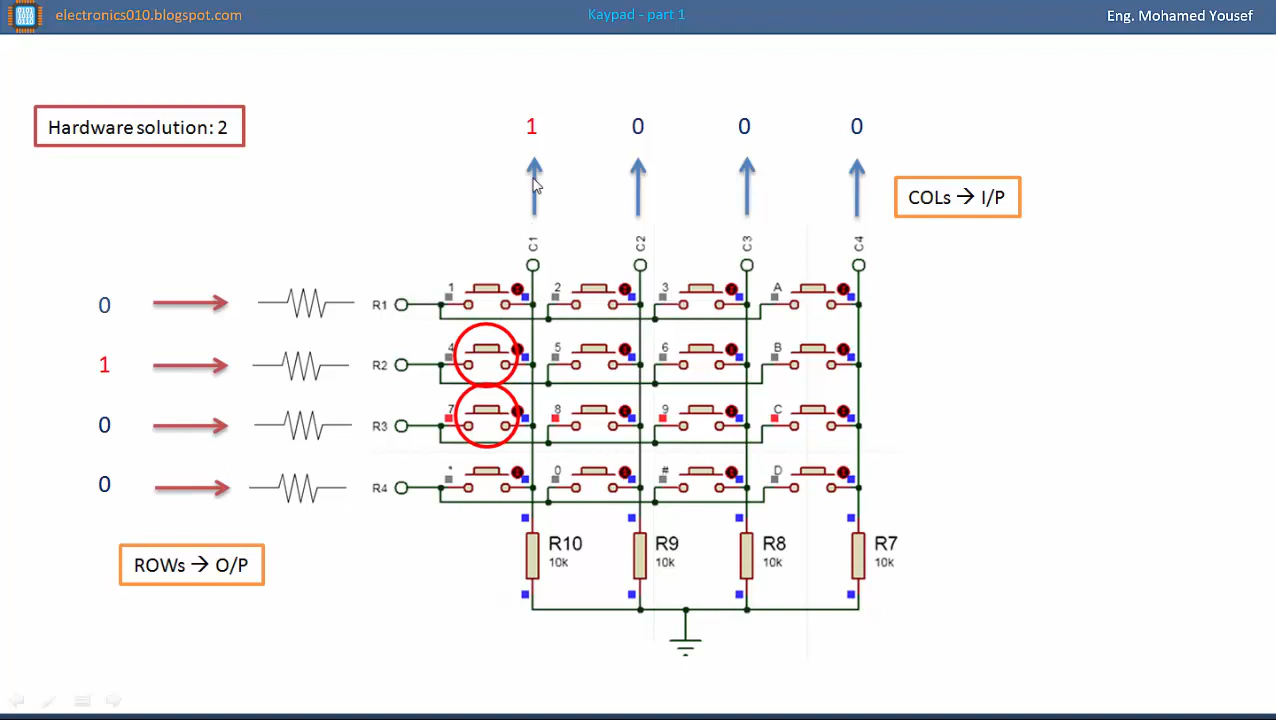 electronics010.blogspot.com
Kaypad - part 1
Eng. Mohamed Yousef
Hardware solution: 2
1 0 0 0
COLs → I/P
C1 C2 C3 C4
0 R1 1 2 3 A
1 R2 4 5 6 B
0 R3 7 8 9 C
0 R4 * 0 # D
R10 R9 R8 R7
10k 10k 10k 10k
ROWs → O/P